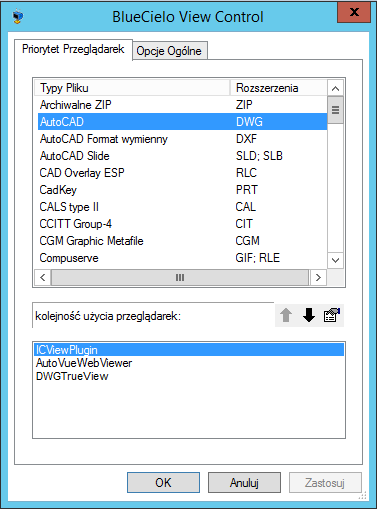 BlueCielo View Control
Priorytet Przeglądarek Opcje Ogólne
Typy Pliku Rozszerzenia
Archiwalne ZIP ZIP
AutoCAD DWG
AutoCAD Format wymienny DXF
AutoCAD Slide SLD; SLB
CAD Overlay ESP RLC
CadKey PRT
CALS type II CAL
CCITT Group-4 CIT
CGM Graphic Metafile CGM
Compuserve GIF; RLE
kolejność użycia przeglądarek:
ICViewPlugin
AutoVueWebViewer
DWGTrueView
OK Anuluj Zastosuj